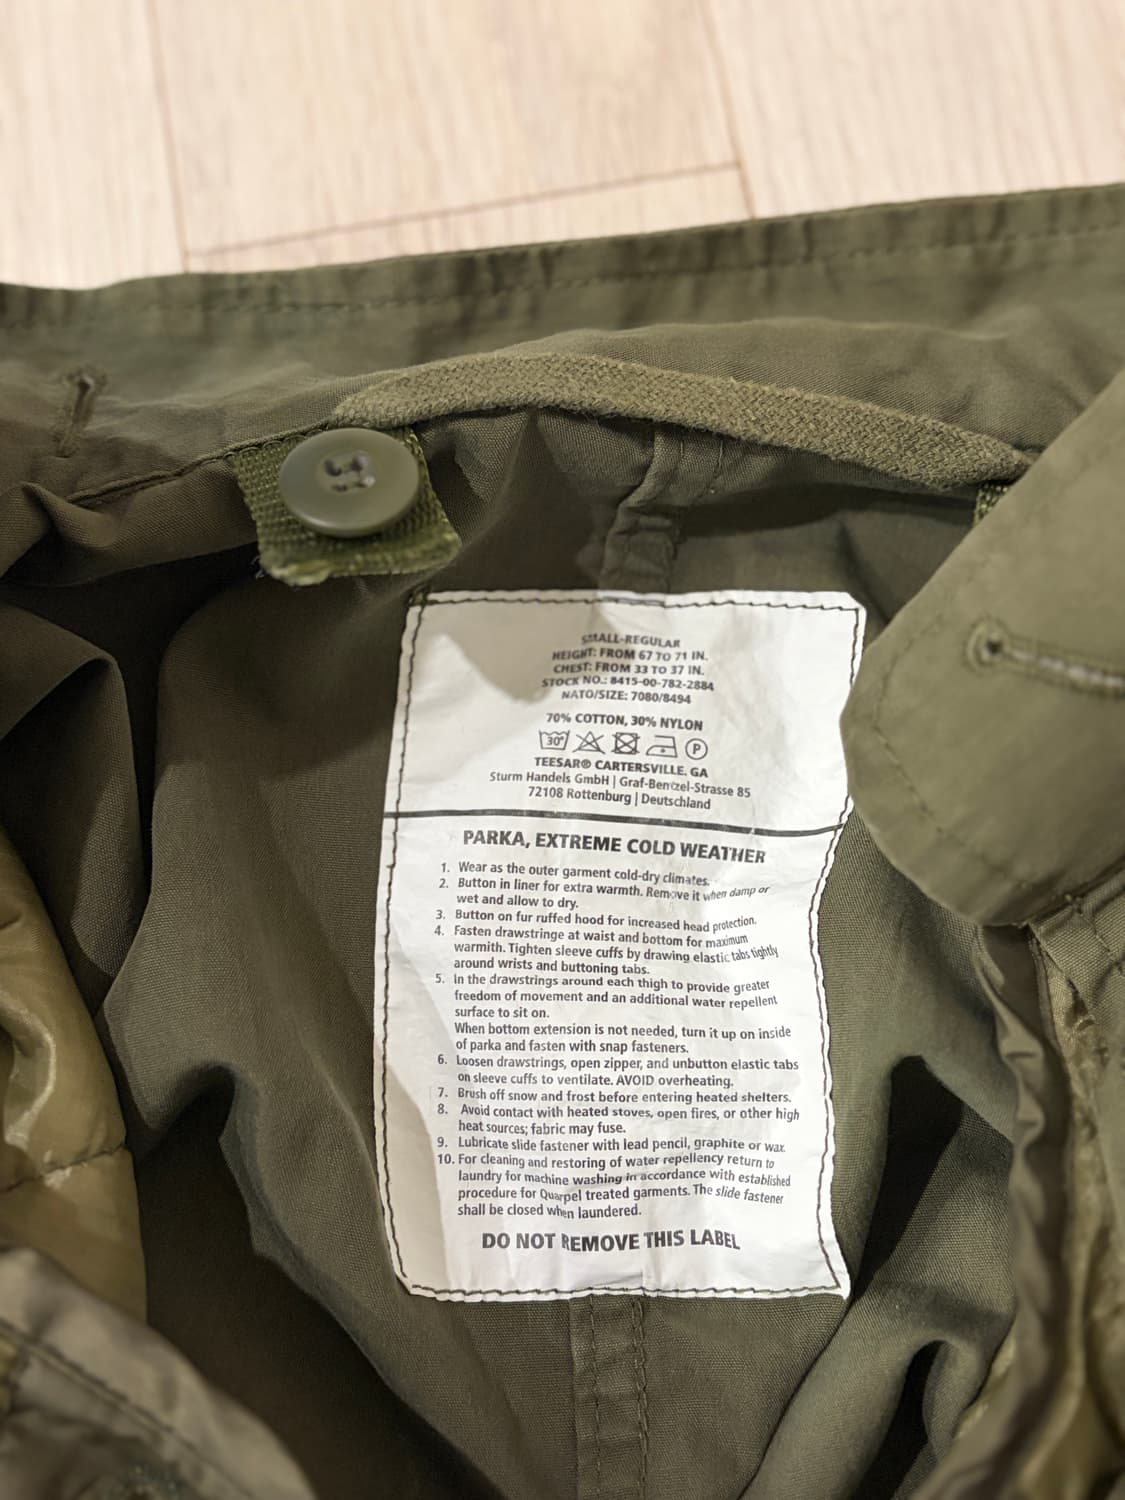 SMALL-REGULAR
HEIGHT: FROM 67 TO 71 IN.
CHEST: FROM 33 TO 37 IN.
STOCK NO.: 8415-00-782-2884
NATO/SIZE: 7080/8494
70% COTTON, 30% NYLON
30° P
TEESAR® CARTERSVILLE. GA
Sturm Handels GmbH | Graf-Bentzel-Strasse 85
72108 Rottenburg | Deutschland
PARKA, EXTREME COLD WEATHER
1. Wear as the outer garment cold-dry climates.
2. Button in liner for extra warmth. Remove it when damp or
wet and allow to dry.
3. Button on fur ruffed hood for increased head protection.
4. Fasten drawstringe at waist and bottom for maximum
warmith. Tighten sleeve cuffs by drawing elastic tabs tightly
around wrists and buttoning tabs.
5. In the drawstrings around each thigh to provide greater
freedom of movement and an additional water repellent
surface to sit on.
When bottom extension is not needed, turn it up on inside
of parka and fasten with snap fasteners.
6. Loosen drawstrings, open zipper, and unbutton elastic tabs
on sleeve cuffs to ventilate. AVOID overheating.
7. Brush off snow and frost before entering heated shelters.
8. Avoid contact with heated stoves, open fires, or other high
heat sources; fabric may fuse.
9. Lubricate slide fastener with lead pencil, graphite or wax
10. For cleaning and restoring of water repellency return to
laundry for machine washing in accordance with established
procedure for Quarpel treated garments. The slide fastener
shall be closed when laundered.
DO NOT REMOVE THIS LABEL